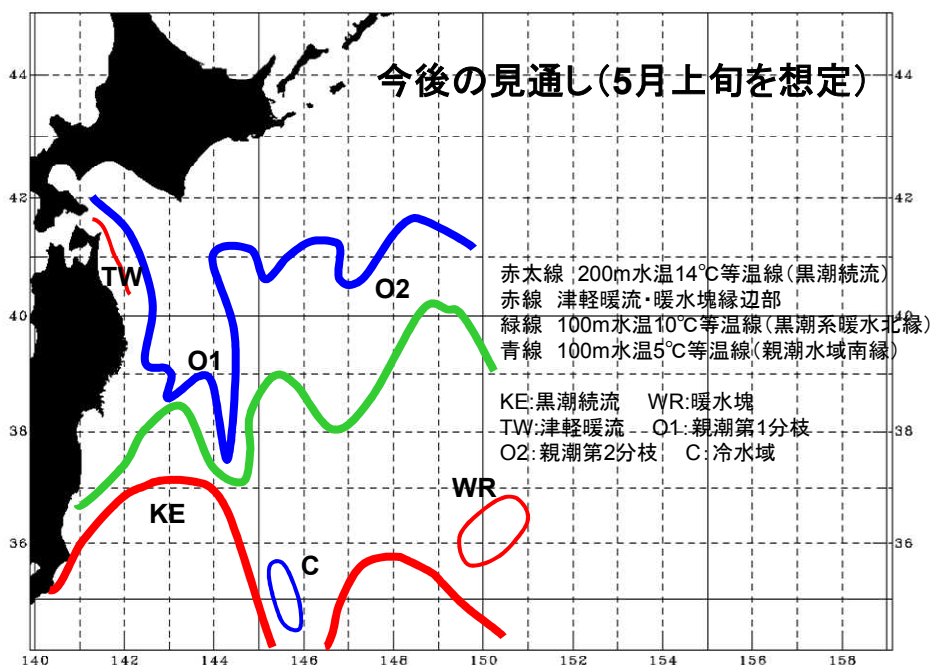 今後の見通し(5月上旬を想定)
44
44
42
42
TW
O2
赤太線 200m水温14℃等温線(黒潮続流)
赤線 津軽暖流・暖水塊縁辺部
40
40
緑線 100m水温10℃等温線(黒潮系暖水北縁)
青線 100m水温5℃等温線(親潮水域南縁)
O1
KE:黒潮続流 WR:暖水塊
TW:津軽暖流 O1:親潮第1分枝
38
38
O2:親潮第2分枝 C:冷水域
WR
KE
36
36
C
140 142 144 146 148 150 152 154 156 158